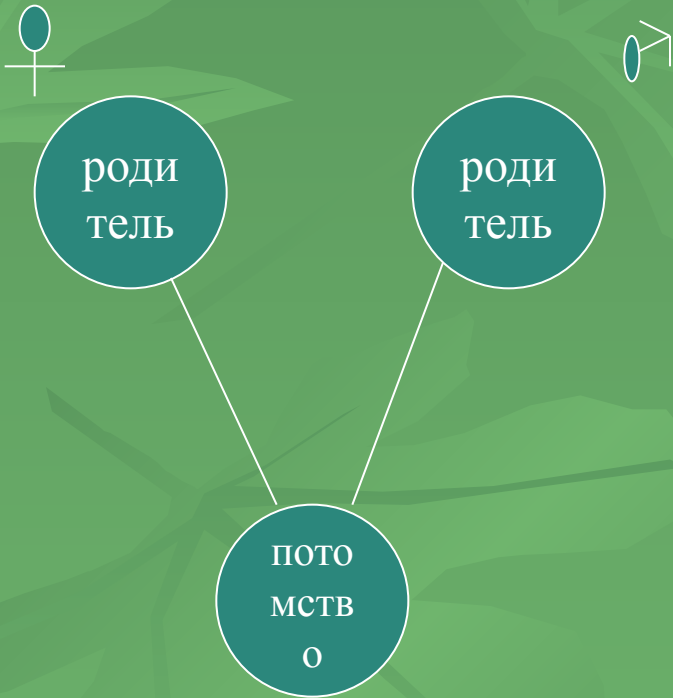 роди
тель
роди
тель
пото
мств
о